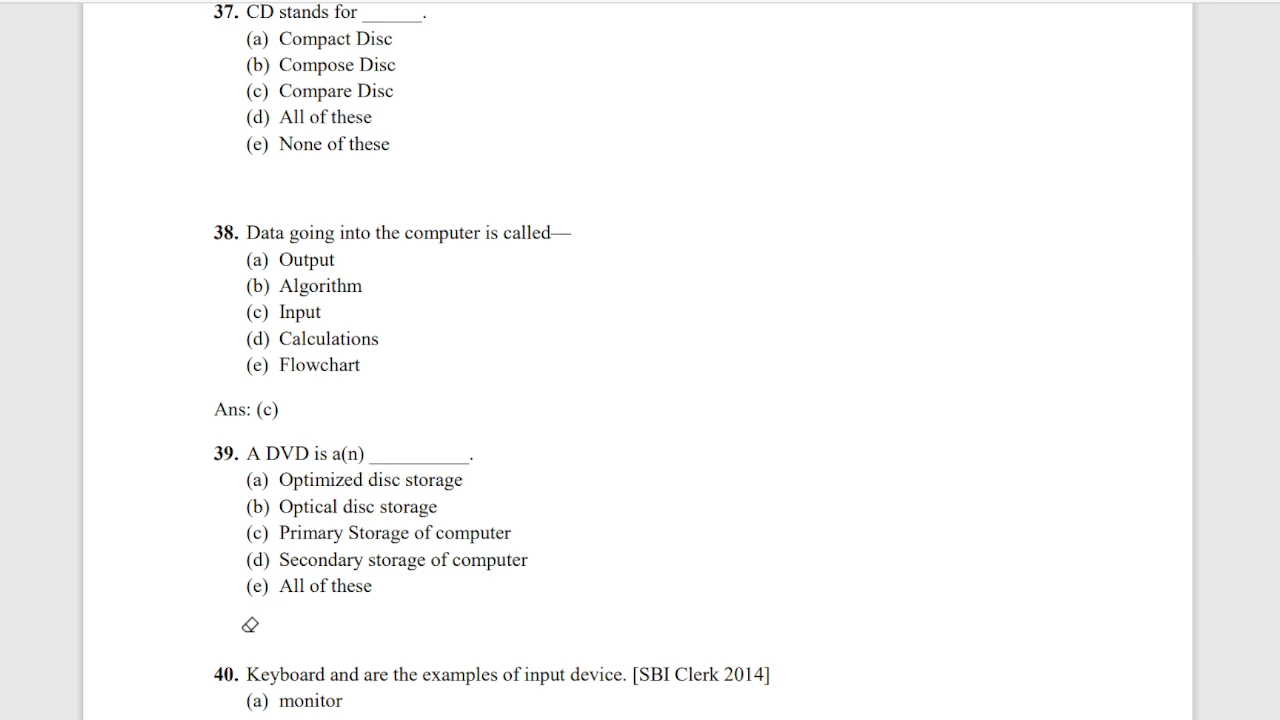 37. CD stands for ______.
(a) Compact Disc
(b) Compose Disc
(c) Compare Disc
(d) All of these
(e) None of these
38. Data going into the computer is called—
(a) Output
(b) Algorithm
(c) Input
(d) Calculations
(e) Flowchart
Ans: (c)
39. A DVD is a(n) __________.
(a) Optimized disc storage
(b) Optical disc storage
(c) Primary Storage of computer
(d) Secondary storage of computer
(e) All of these
40. Keyboard and are the examples of input device. [SBI Clerk 2014]
(a) monitor